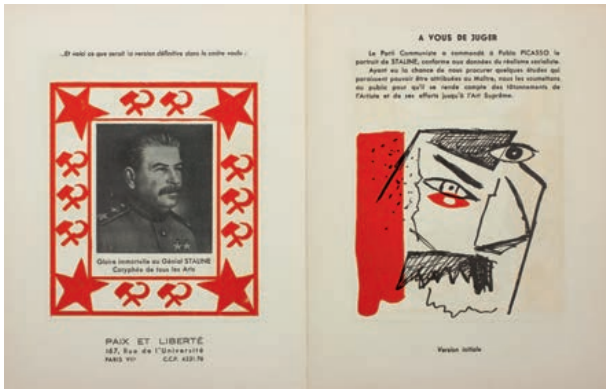 ...Et voici ce que serait la version définitive dans le cadre voulu :
Gloire immortelle au Génial STALINE
Coryphée de tous les Arts
PAIX ET LIBERTÉ
167, Rue de l'Université
PARIS VIIᵉ C.C.P. 6331-76
A VOUS DE JUGER
Le Parti Communiste a commandé à Pablo PICASSO le
portrait de STALINE, conforme aux données du réalisme socialiste.
Ayant eu la chance de nous procurer quelques études qui
paraissent pouvoir être attribuées au Maître, nous les soumettons
au public pour qu'il se rende compte des tâtonnements de
l'Artiste et de ses efforts jusqu'à l'Art Suprême.
Version initiale